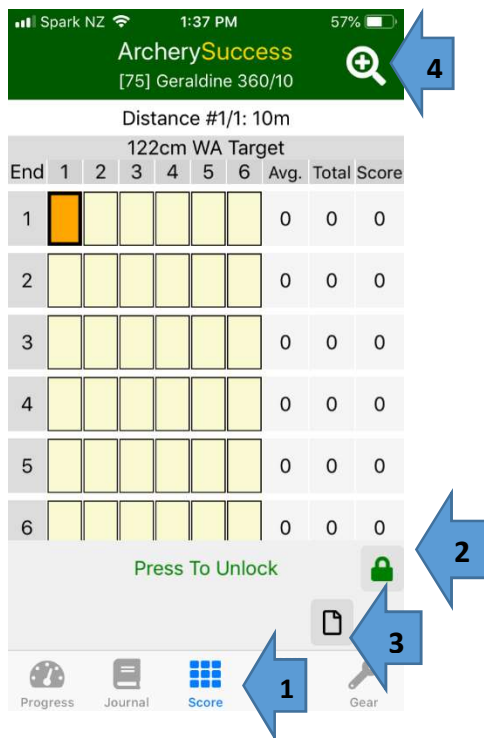 Spark NZ 1:37 PM 57%
ArcherySuccess
[75] Geraldine 360/10
4
Distance #1/1: 10m
122cm WA Target
End 1 2 3 4 5 6 Avg. Total Score
1 0 0 0
2 0 0 0
3 0 0 0
4 0 0 0
5 0 0 0
6 0 0 0
Press To Unlock
2
3
1
Progress Journal Score Gear